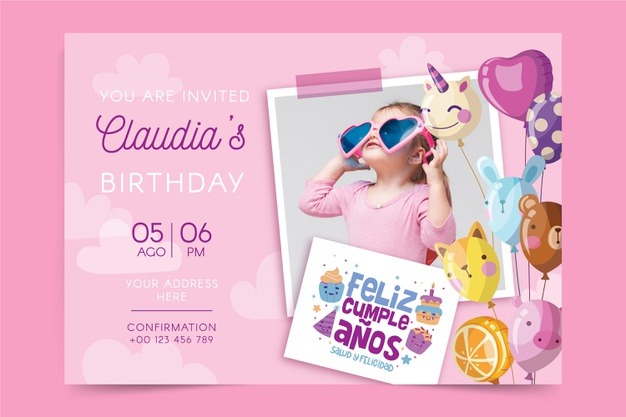 YOU ARE INVITED
Claudia's
BIRTHDAY
05 | 06
AGO | PM
YOUR ADDRESS
HERE
CONFIRMATION
+00 123 456 789
FELIZ
CUMPLE
AÑOS
SALUD Y FELICIDAD